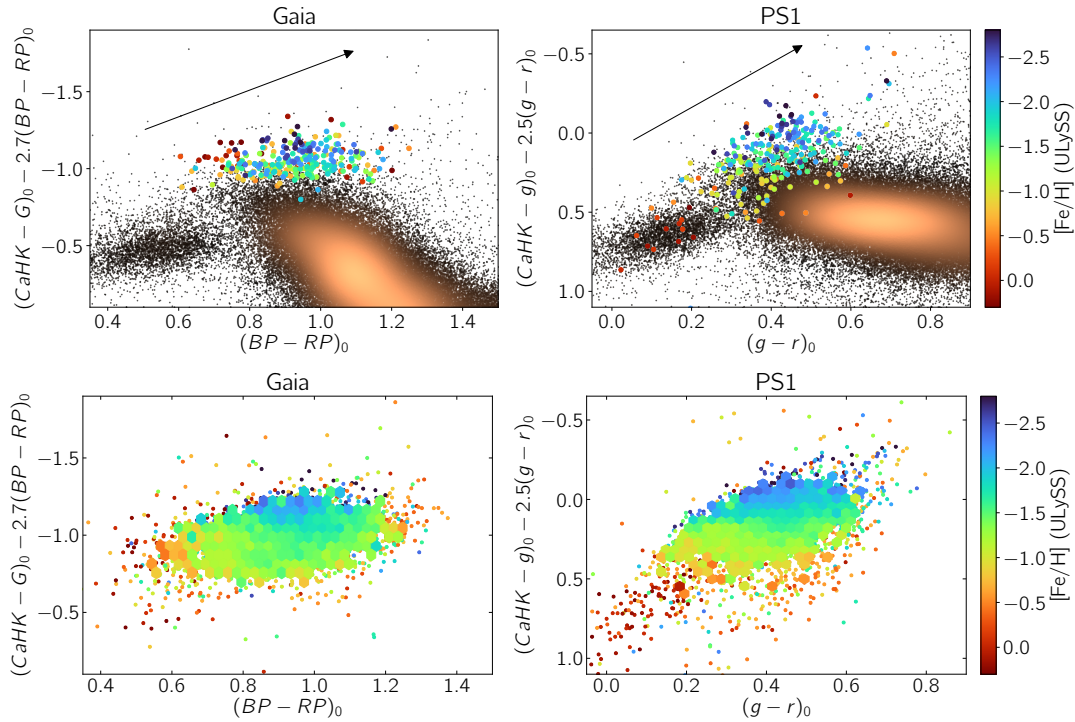 Gaia
(CaHK − G)₀ − 2.7(BP − RP)₀
−1.5
−1.0
−0.5
0.4 0.6 0.8 1.0 1.2 1.4
(BP − RP)₀
PS1
(CaHK − g)₀ − 2.5(g − r)₀
−0.5
0.0
0.5
1.0
0.0 0.2 0.4 0.6 0.8
(g − r)₀
−2.5
−2.0
−1.5
−1.0
−0.5
0.0
[Fe/H] (ULySS)
Gaia
(CaHK − G)₀ − 2.7(BP − RP)₀
−1.5
−1.0
−0.5
0.4 0.6 0.8 1.0 1.2 1.4
(BP − RP)₀
PS1
(CaHK − g)₀ − 2.5(g − r)₀
−0.5
0.0
0.5
1.0
0.0 0.2 0.4 0.6 0.8
(g − r)₀
−2.5
−2.0
−1.5
−1.0
−0.5
0.0
[Fe/H] (ULySS)